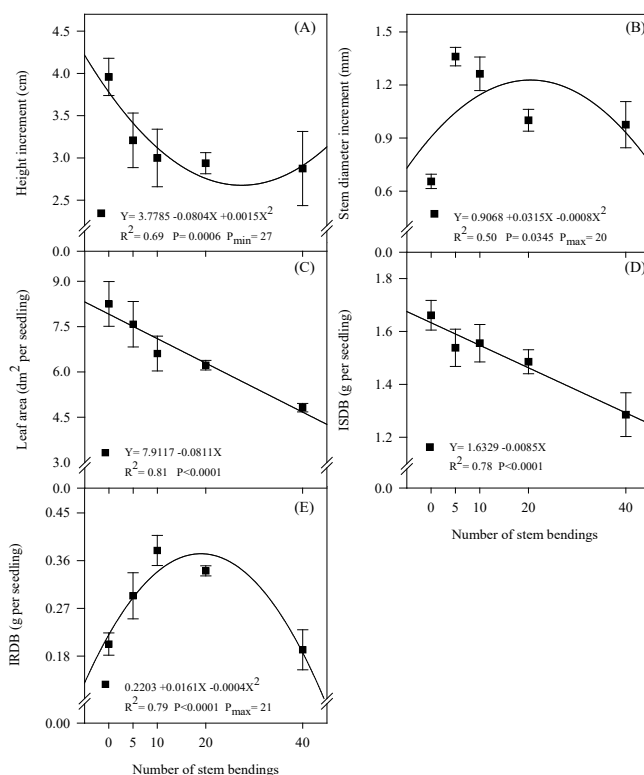 (A)
Height increment (cm)
4.5
4.0
3.5
3.0
2.5
0.0
Y= 3.7785 -0.0804X +0.0015X²
R²= 0.69 P= 0.0006 Pmin= 27
(B)
Stem diameter increment (mm)
1.5
1.2
0.9
0.6
0.0
Y= 0.9068 +0.0315X -0.0008X²
R²= 0.50 P= 0.0345 Pmax= 20
(C)
Leaf area (dm² per seedling)
9.0
7.5
6.0
4.5
3.0
0.0
Y= 7.9117 -0.0811X
R²= 0.81 P<0.0001
(D)
ISDB (g per seedling)
1.8
1.6
1.4
1.2
0.0
Y= 1.6329 -0.0085X
R²= 0.78 P<0.0001
0 5 10 20 40
Number of stem bendings
(E)
IRDB (g per seedling)
0.45
0.36
0.27
0.18
0.00
0.2203 +0.0161X -0.0004X²
R²= 0.79 P<0.0001 Pmax= 21
0 5 10 20 40
Number of stem bendings